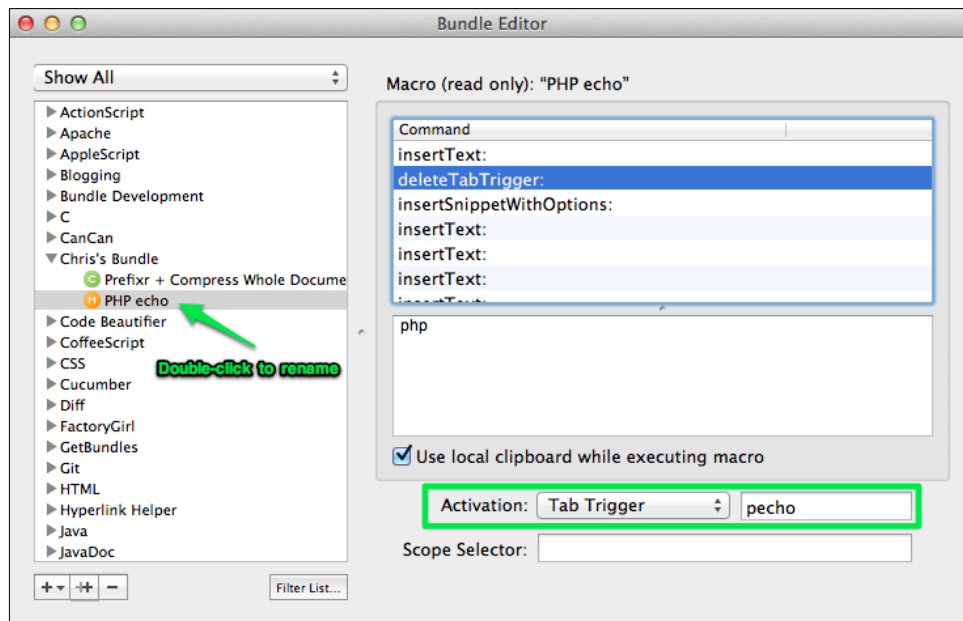 Bundle Editor
Show All
ActionScript
Apache
AppleScript
Blogging
Bundle Development
C
CanCan
Chris's Bundle
C Prefixr + Compress Whole Docume
M PHP echo
Code Beautifier
CoffeeScript
CSS
Cucumber
Diff
FactoryGirl
GetBundles
Git
HTML
Hyperlink Helper
Java
JavaDoc
Double-click to rename
Filter List...
Macro (read only): “PHP echo”
Command
insertText:
deleteTabTrigger:
insertSnippetWithOptions:
insertText:
insertText:
insertText:
insertText:
php
Use local clipboard while executing macro
Activation: Tab Trigger pecho
Scope Selector: